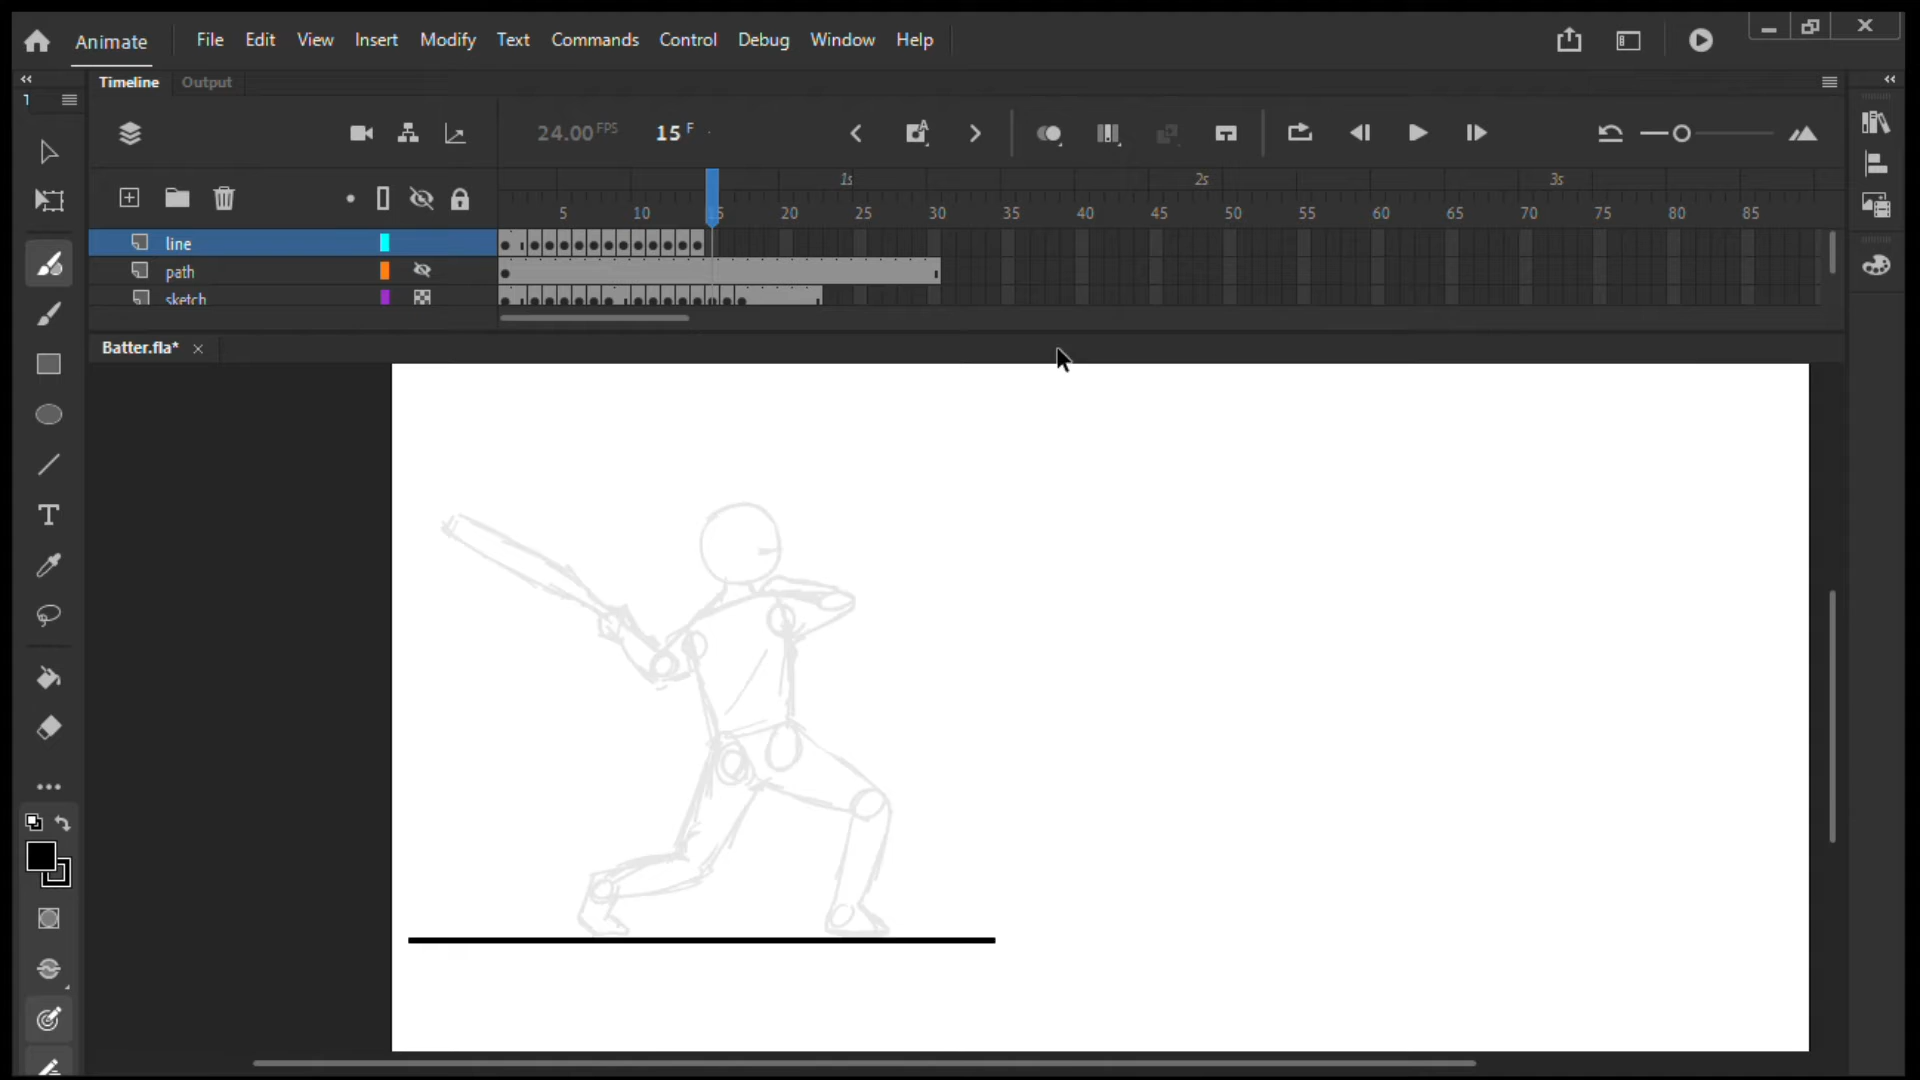 Animate File Edit View Insert Modify Text Commands Control Debug Window Help
Timeline Output
1
24.00 FPS 15 F
1s 2s 3s
5 10 15 20 25 30 35 40 45 50 55 60 65 70 75 80 85
line
path
sketch
Batter.fla*